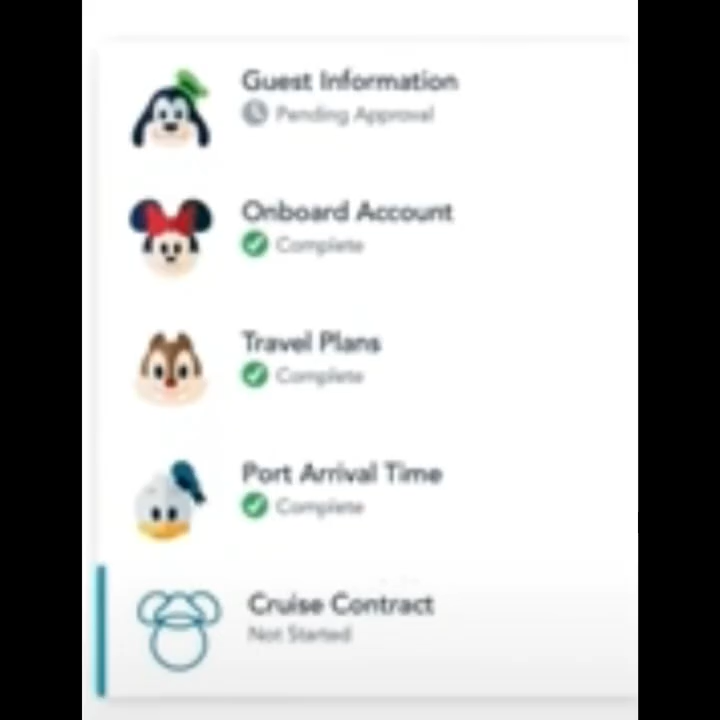 Guest Information
Pending Approval
Onboard Account
Complete
Travel Plans
Complete
Port Arrival Time
Complete
Cruise Contract
Not Started